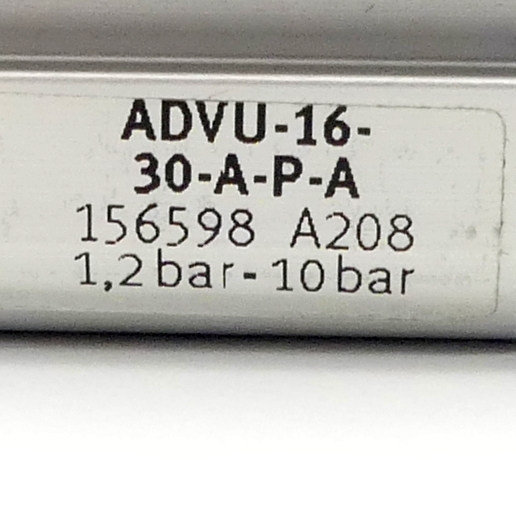 ADVU-16-
30-A-P-A
156598 A208
1,2 bar - 10 bar